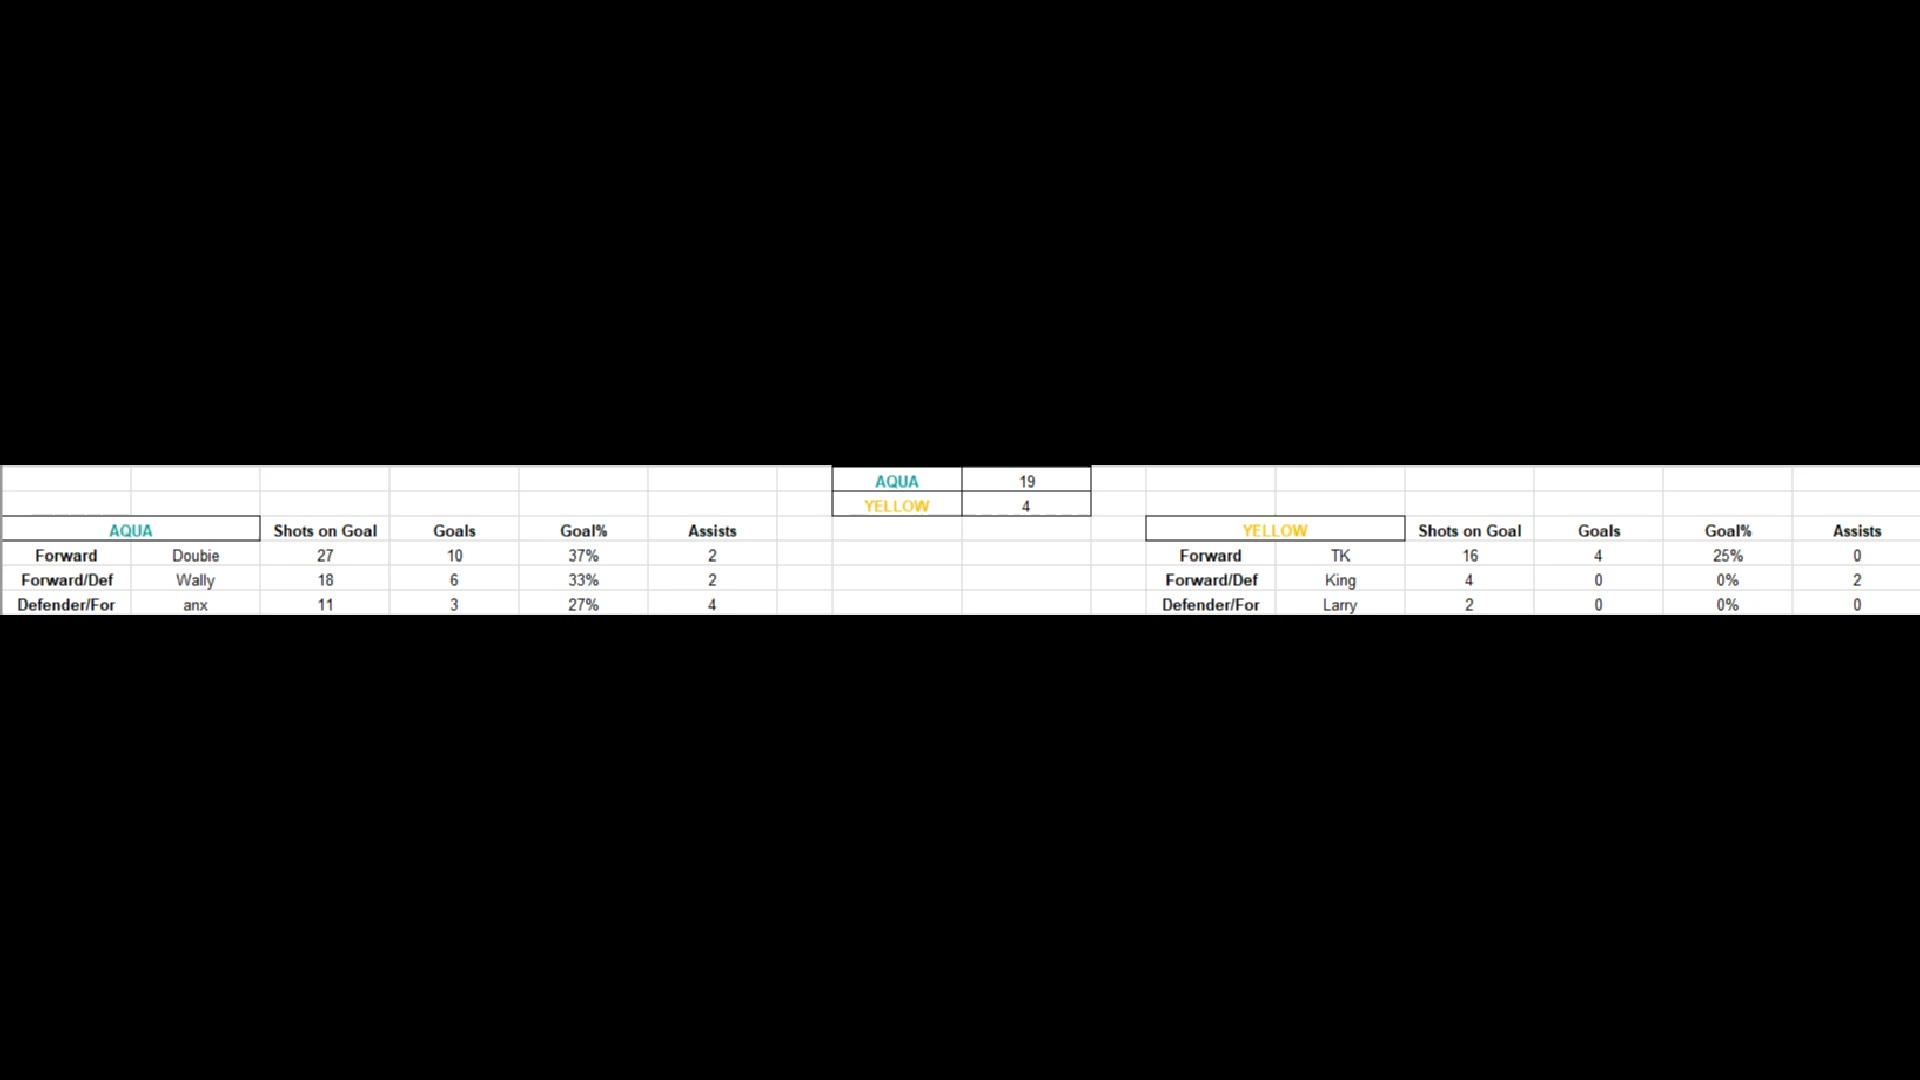 AQUA 19
YELLOW 4
AQUA Shots on Goal Goals Goal% Assists YELLOW Shots on Goal Goals Goal% Assists
Forward Doubie 27 10 37% 2 Forward TK 16 4 25% 0
Forward/Def Wally 18 6 33% 2 Forward/Def King 4 0 0% 2
Defender/For anx 11 3 27% 4 Defender/For Larry 2 0 0% 0